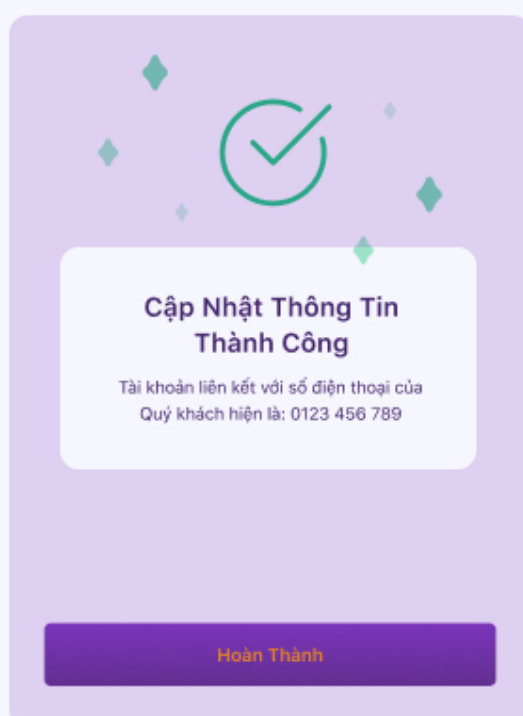 Cập Nhật Thông Tin
Thành Công
Tài khoản liên kết với số điện thoại của
Quý khách hiện là: 0123 456 789
Hoàn Thành